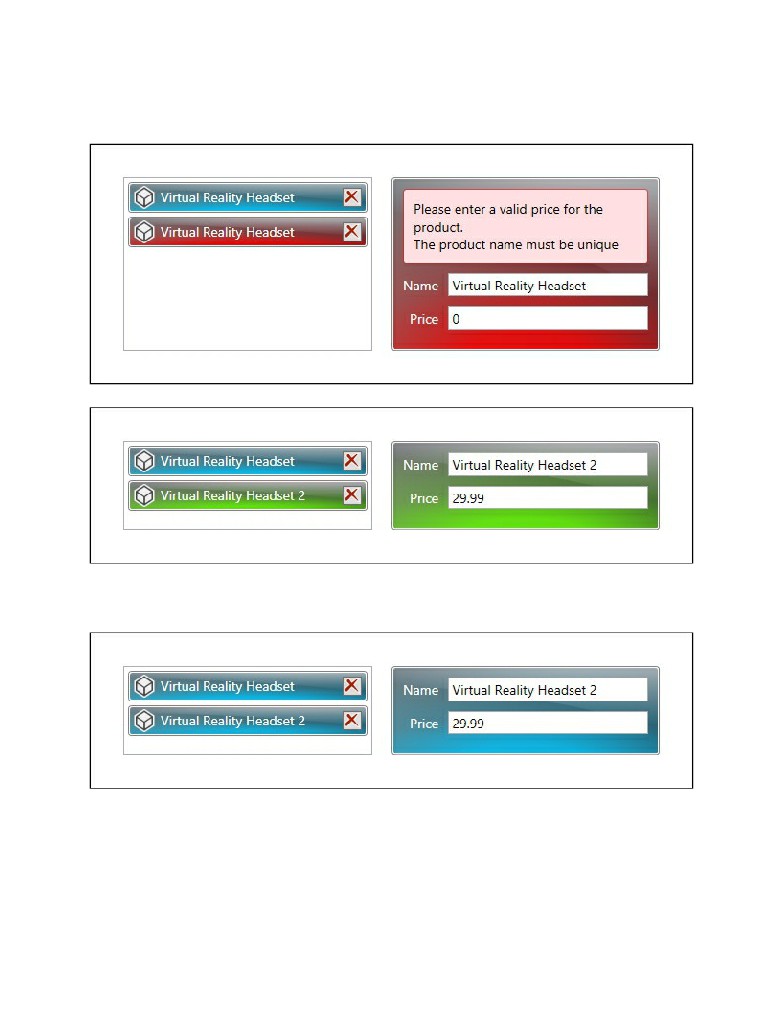 Virtual Reality Headset
Virtual Reality Headset
Please enter a valid price for the
product.
The product name must be unique
Name Virtual Reality Headset
Price 0
Virtual Reality Headset
Virtual Reality Headset 2
Name Virtual Reality Headset 2
Price 29.99
Virtual Reality Headset
Virtual Reality Headset 2
Name Virtual Reality Headset 2
Price 29.99